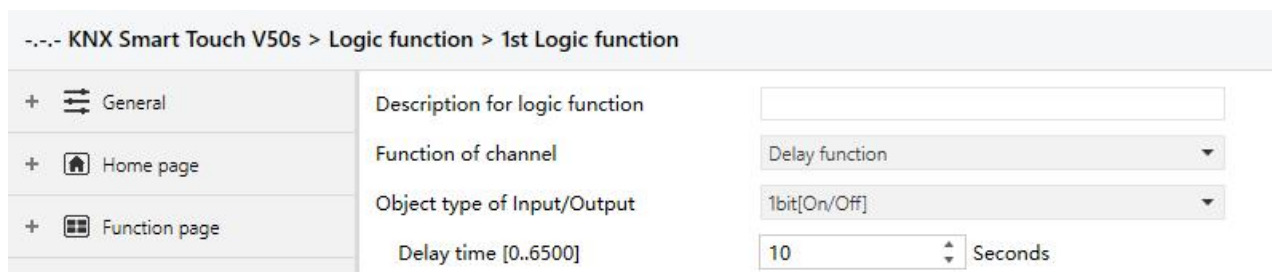 -.-.- KNX Smart Touch V50s > Logic function > 1st Logic function
+ General
+ Home page
+ Function page
Description for logic function
Function of channel Delay function
Object type of Input/Output 1bit[On/Off]
Delay time [0..6500] 10 Seconds